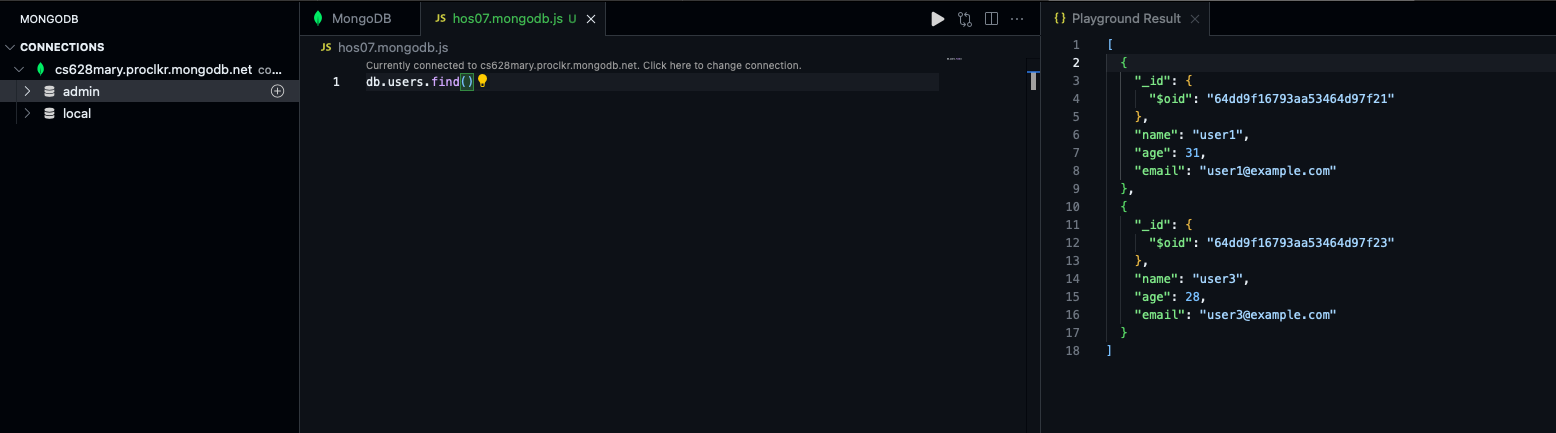 MONGODB
CONNECTIONS
cs628mary.proclkr.mongodb.net co...
admin
local
MongoDB
JS hos07.mongodb.js U
JS hos07.mongodb.js
Currently connected to cs628mary.proclkr.mongodb.net. Click here to change connection.
1 db.users.find()
{} Playground Result
1 [
2 {
3 "_id": {
4 "$oid": "64dd9f16793aa53464d97f21"
5 },
6 "name": "user1",
7 "age": 31,
8 "email": "user1@example.com"
9 },
10 {
11 "_id": {
12 "$oid": "64dd9f16793aa53464d97f23"
13 },
14 "name": "user3",
15 "age": 28,
16 "email": "user3@example.com"
17 }
18 ]